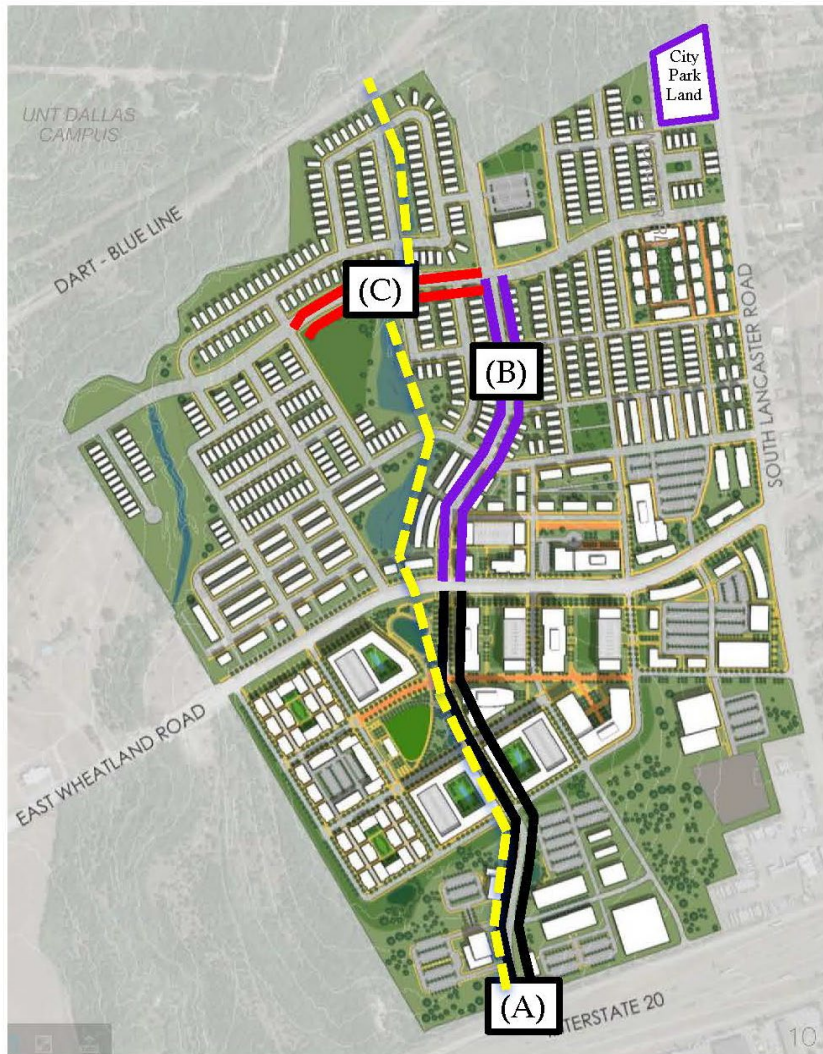 City
Park
Land
UNT DALLAS
CAMPUS
DART - BLUE LINE
(C)
(B)
SOUTH LANCASTER ROAD
EAST WHEATLAND ROAD
(A)
INTERSTATE 20
10